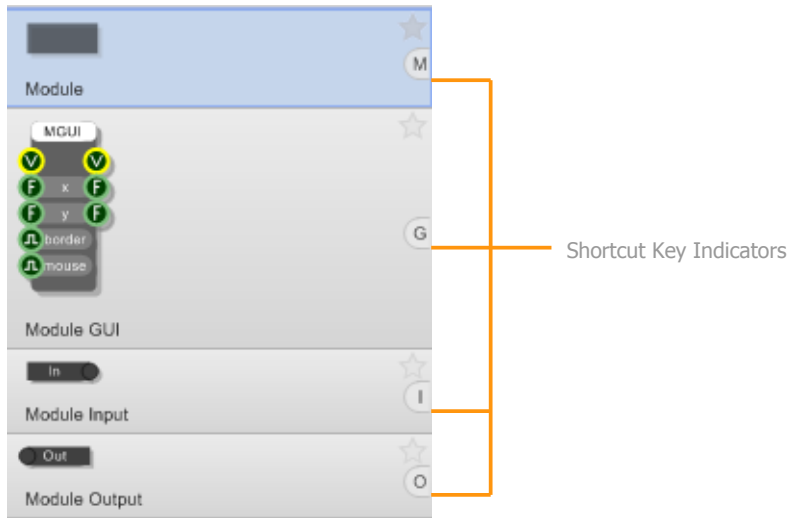 M
Module
MGUI
V V
F x F
F y F
border
mouse
G
Shortcut Key Indicators
Module GUI
In
I
Module Input
Out
O
Module Output